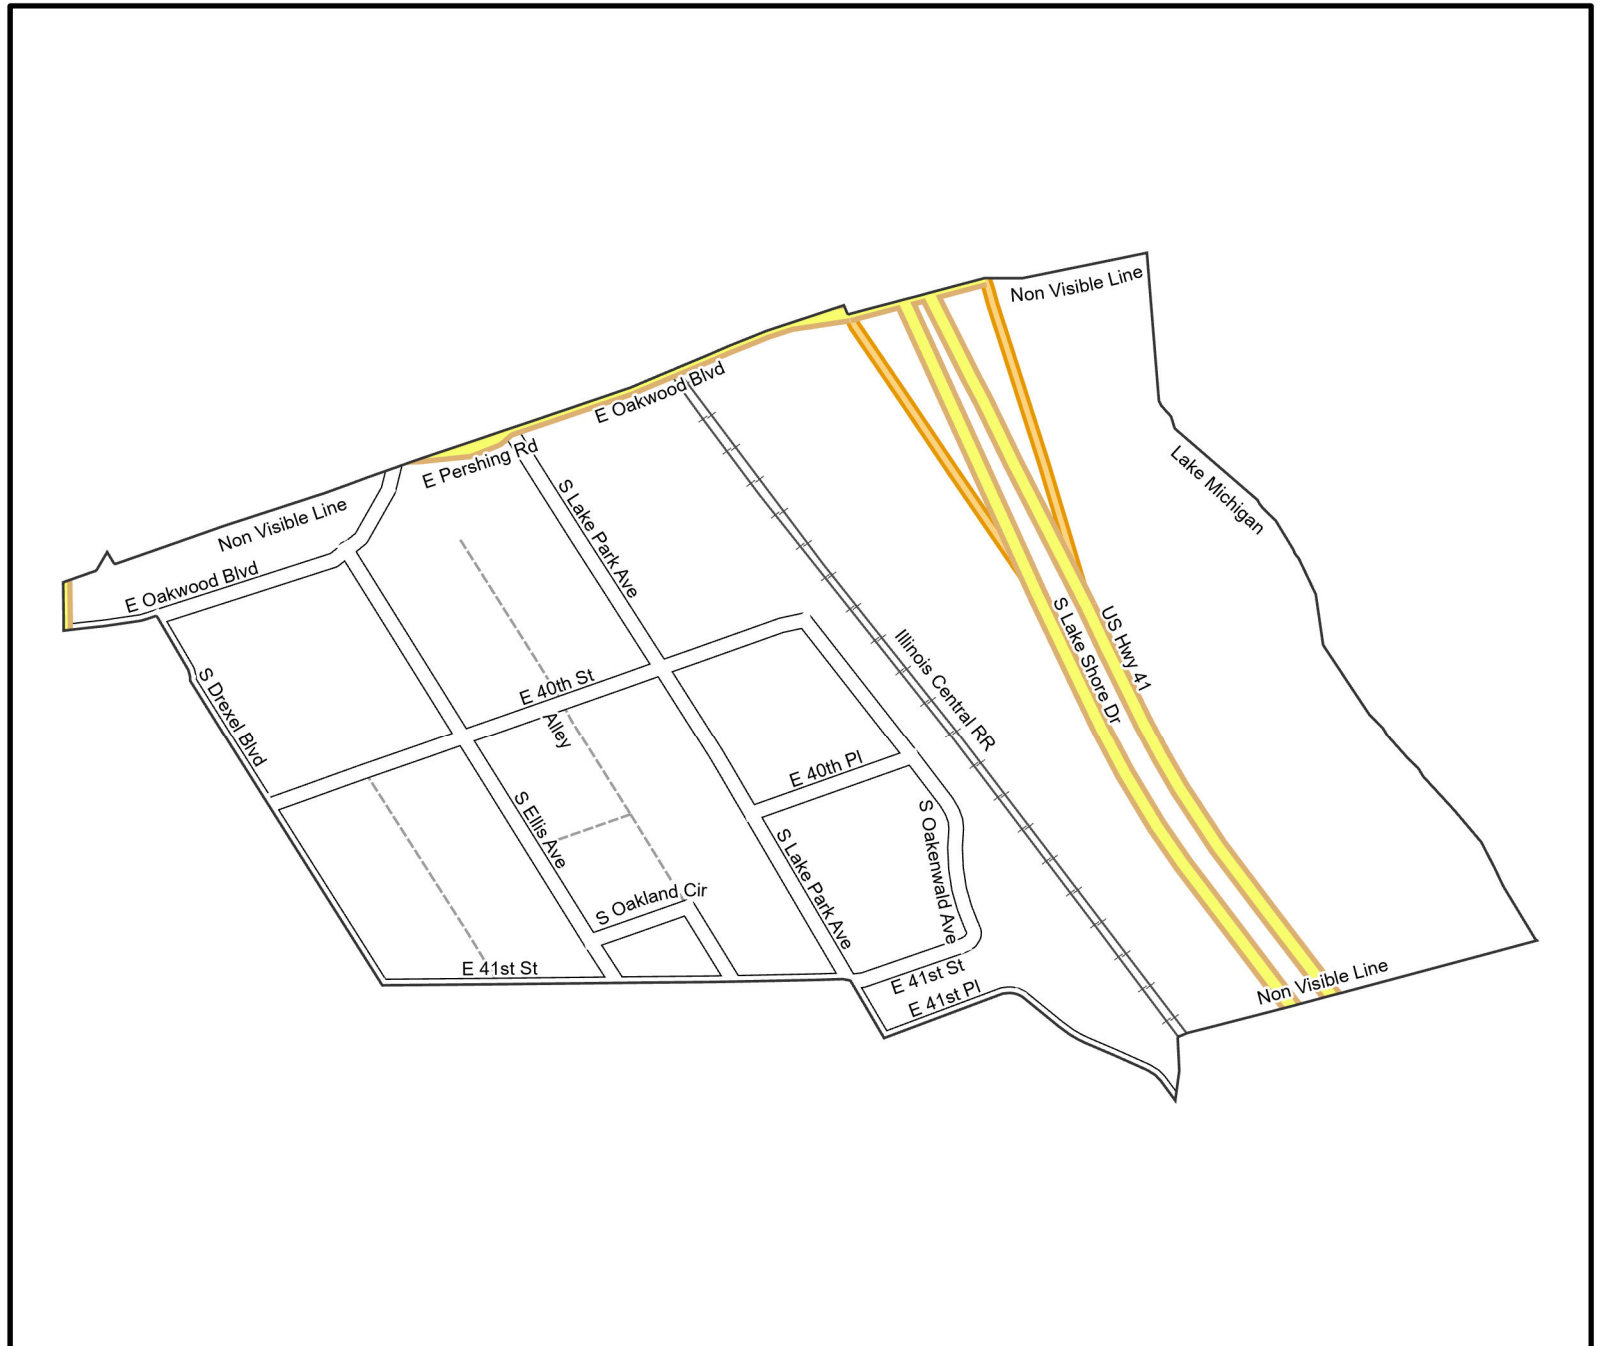 Non Visible Line
E Oakwood Blvd
E Pershing Rd
Non Visible Line
Lake Michigan
S Lake Park Ave
E Oakwood Blvd
S Drexel Blvd
E 40th St
Alley
Illinois Central RR
S Lake Shore Dr
US Hwy 41
E 40th Pl
S Ellis Ave
S Lake Park Ave
S Oakenwald Ave
S Oakland Cir
E 41st St
E 41st St
E 41st Pl
Non Visible Line